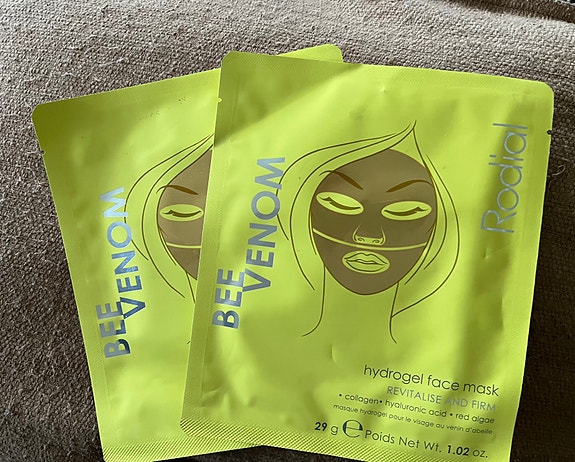 BEE
VENOM
BEE
VENOM
Rodial
hydrogel face mask
REVITALISE AND FIRM
• collagen • hyaluronic acid • red algae
masque hydrogel pour le visage au venin d'abeille
29 g e Poids Net Wt. 1.02 oz.